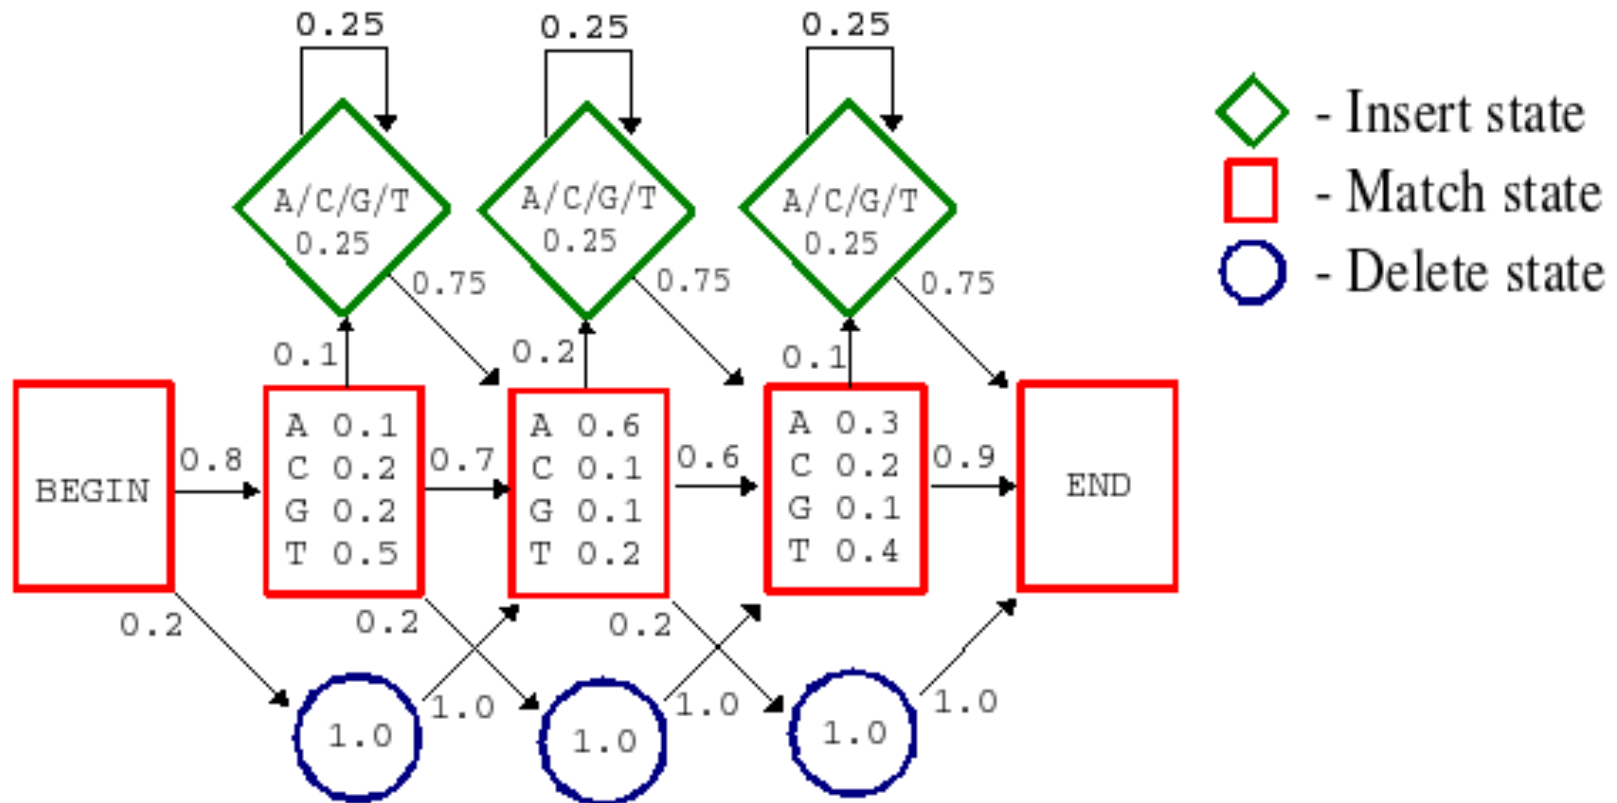 0.25 0.25 0.25
A/C/G/T A/C/G/T A/C/G/T
0.25 0.25 0.25
- Insert state
- Match state
- Delete state
0.75 0.75 0.75
0.1 0.2 0.1
BEGIN
0.8
A 0.1
C 0.2
G 0.2
T 0.5
0.7
A 0.6
C 0.1
G 0.1
T 0.2
0.6
A 0.3
C 0.2
G 0.1
T 0.4
0.9
END
0.2 0.2 0.2
1.0 1.0 1.0
1.0 1.0 1.0